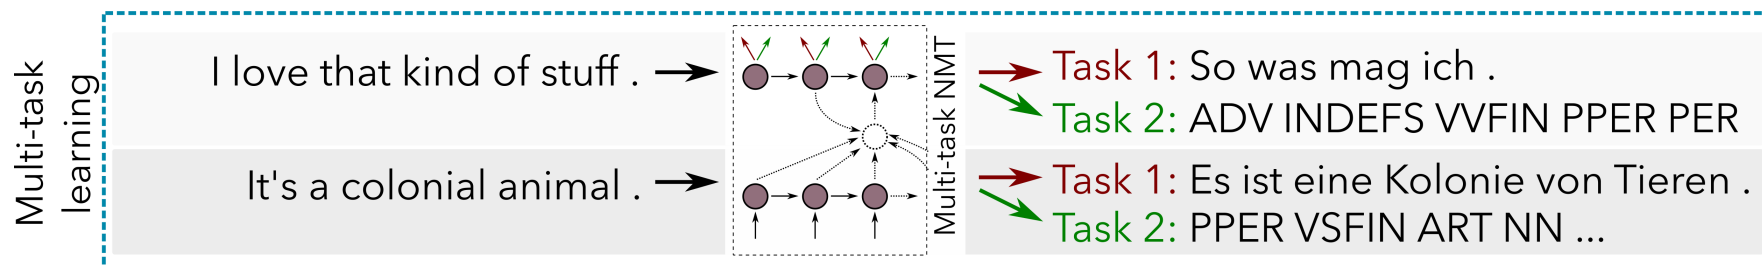 Multi-task
learning
I love that kind of stuff .
It's a colonial animal .
Multi-task NMT
Task 1: So was mag ich .
Task 2: ADV INDEFS VVFIN PPER PER
Task 1: Es ist eine Kolonie von Tieren .
Task 2: PPER VSFIN ART NN ...